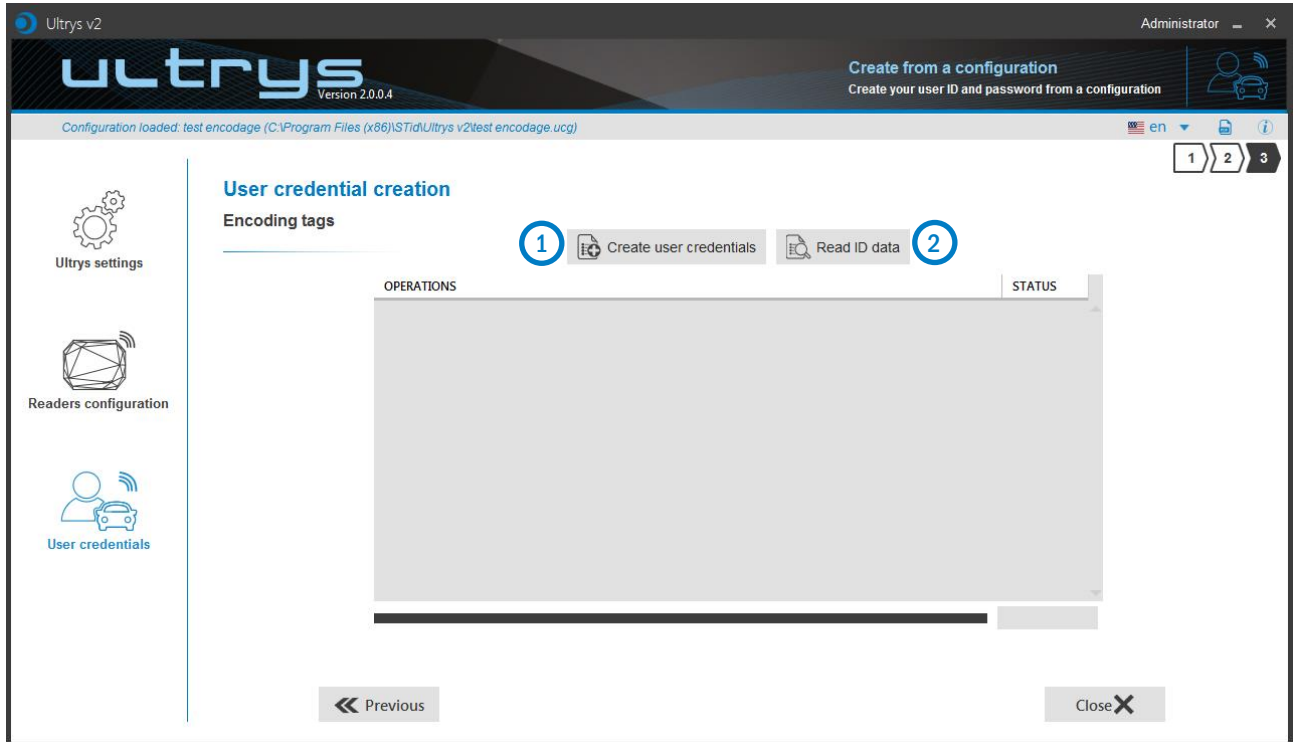 Ultrys v2
Administrator
ultrys
Version 2.0.0.4
Create from a configuration
Create your user ID and password from a configuration
Configuration loaded: test encodage (C:\Program Files (x86)\STid\Ultrys v2\test encodage.ucg)
en
1 2 3
User credential creation
Encoding tags
1 Create user credentials Read ID data 2
OPERATIONS STATUS
Ultrys settings
Readers configuration
User credentials
Previous
Close